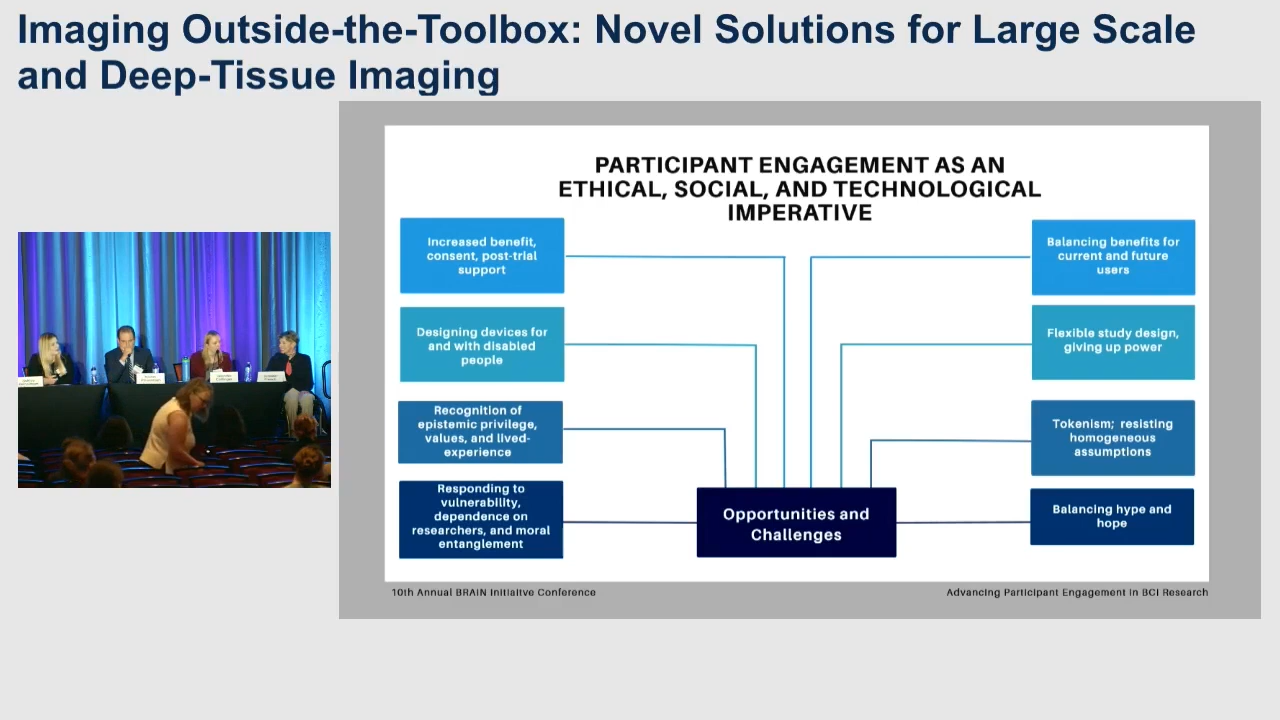 Imaging Outside-the-Toolbox: Novel Solutions for Large Scale
and Deep-Tissue Imaging
PARTICIPANT ENGAGEMENT AS AN
ETHICAL, SOCIAL, AND TECHNOLOGICAL
IMPERATIVE
Increased benefit,
consent, post-trial
support
Designing devices for
and with disabled
people
Recognition of
epistemic privilege,
values, and lived-
experience
Responding to
vulnerability,
dependence on
researchers, and moral
entanglement
Balancing benefits for
current and future
users
Flexible study design,
giving up power
Tokenism; resisting
homogeneous
assumptions
Balancing hype and
hope
Opportunities and
Challenges
10th Annual BRAIN Initiaitve Conference
Advancing Participant Engagement in BCI Research